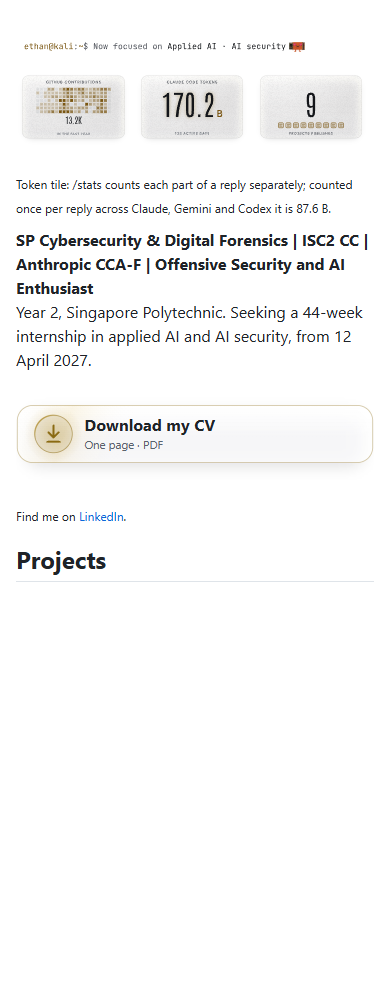 ethan@kali:~$ Now focused on Applied AI · AI security
GITHUB CONTRIBUTIONS
13.2K
IN THE PAST YEAR
CLAUDE CODE TOKENS
170.2B
132 ACTIVE DAYS
9
PROJECTS PUBLISHED
Token tile: /stats counts each part of a reply separately; counted
once per reply across Claude, Gemini and Codex it is 87.6 B.
SP Cybersecurity & Digital Forensics | ISC2 CC |
Anthropic CCA-F | Offensive Security and AI
Enthusiast
Year 2, Singapore Polytechnic. Seeking a 44-week
internship in applied AI and AI security, from 12
April 2027.
Download my CV
One page · PDF
Find me on LinkedIn.
Projects